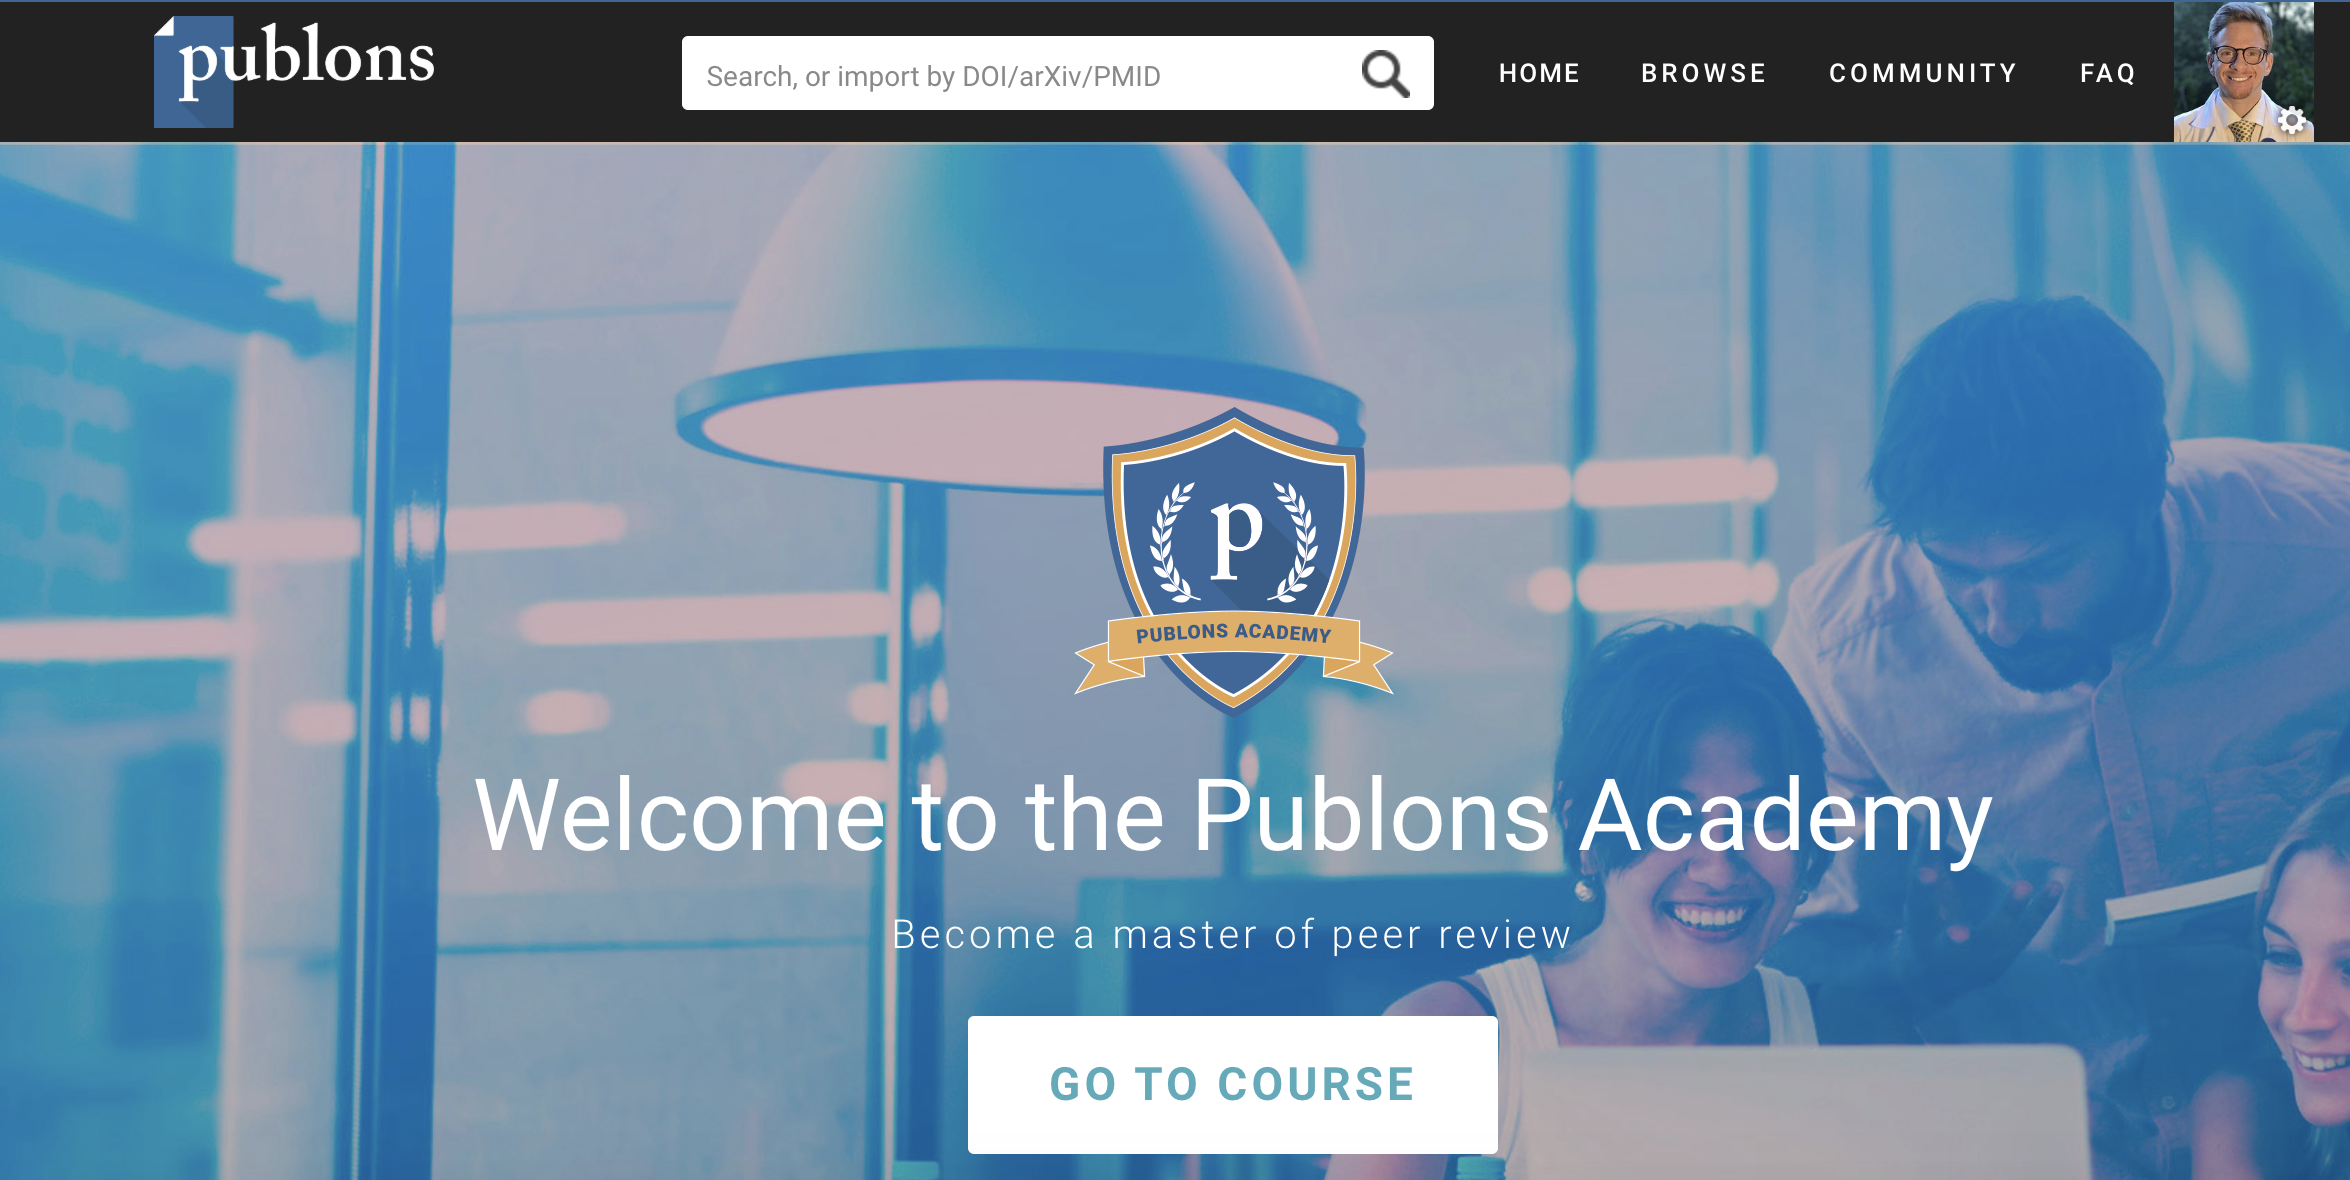 publons
Search, or import by DOI/arXiv/PMID
HOME BROWSE COMMUNITY FAQ
p
PUBLONS ACADEMY
Welcome to the Publons Academy
Become a master of peer review
GO TO COURSE